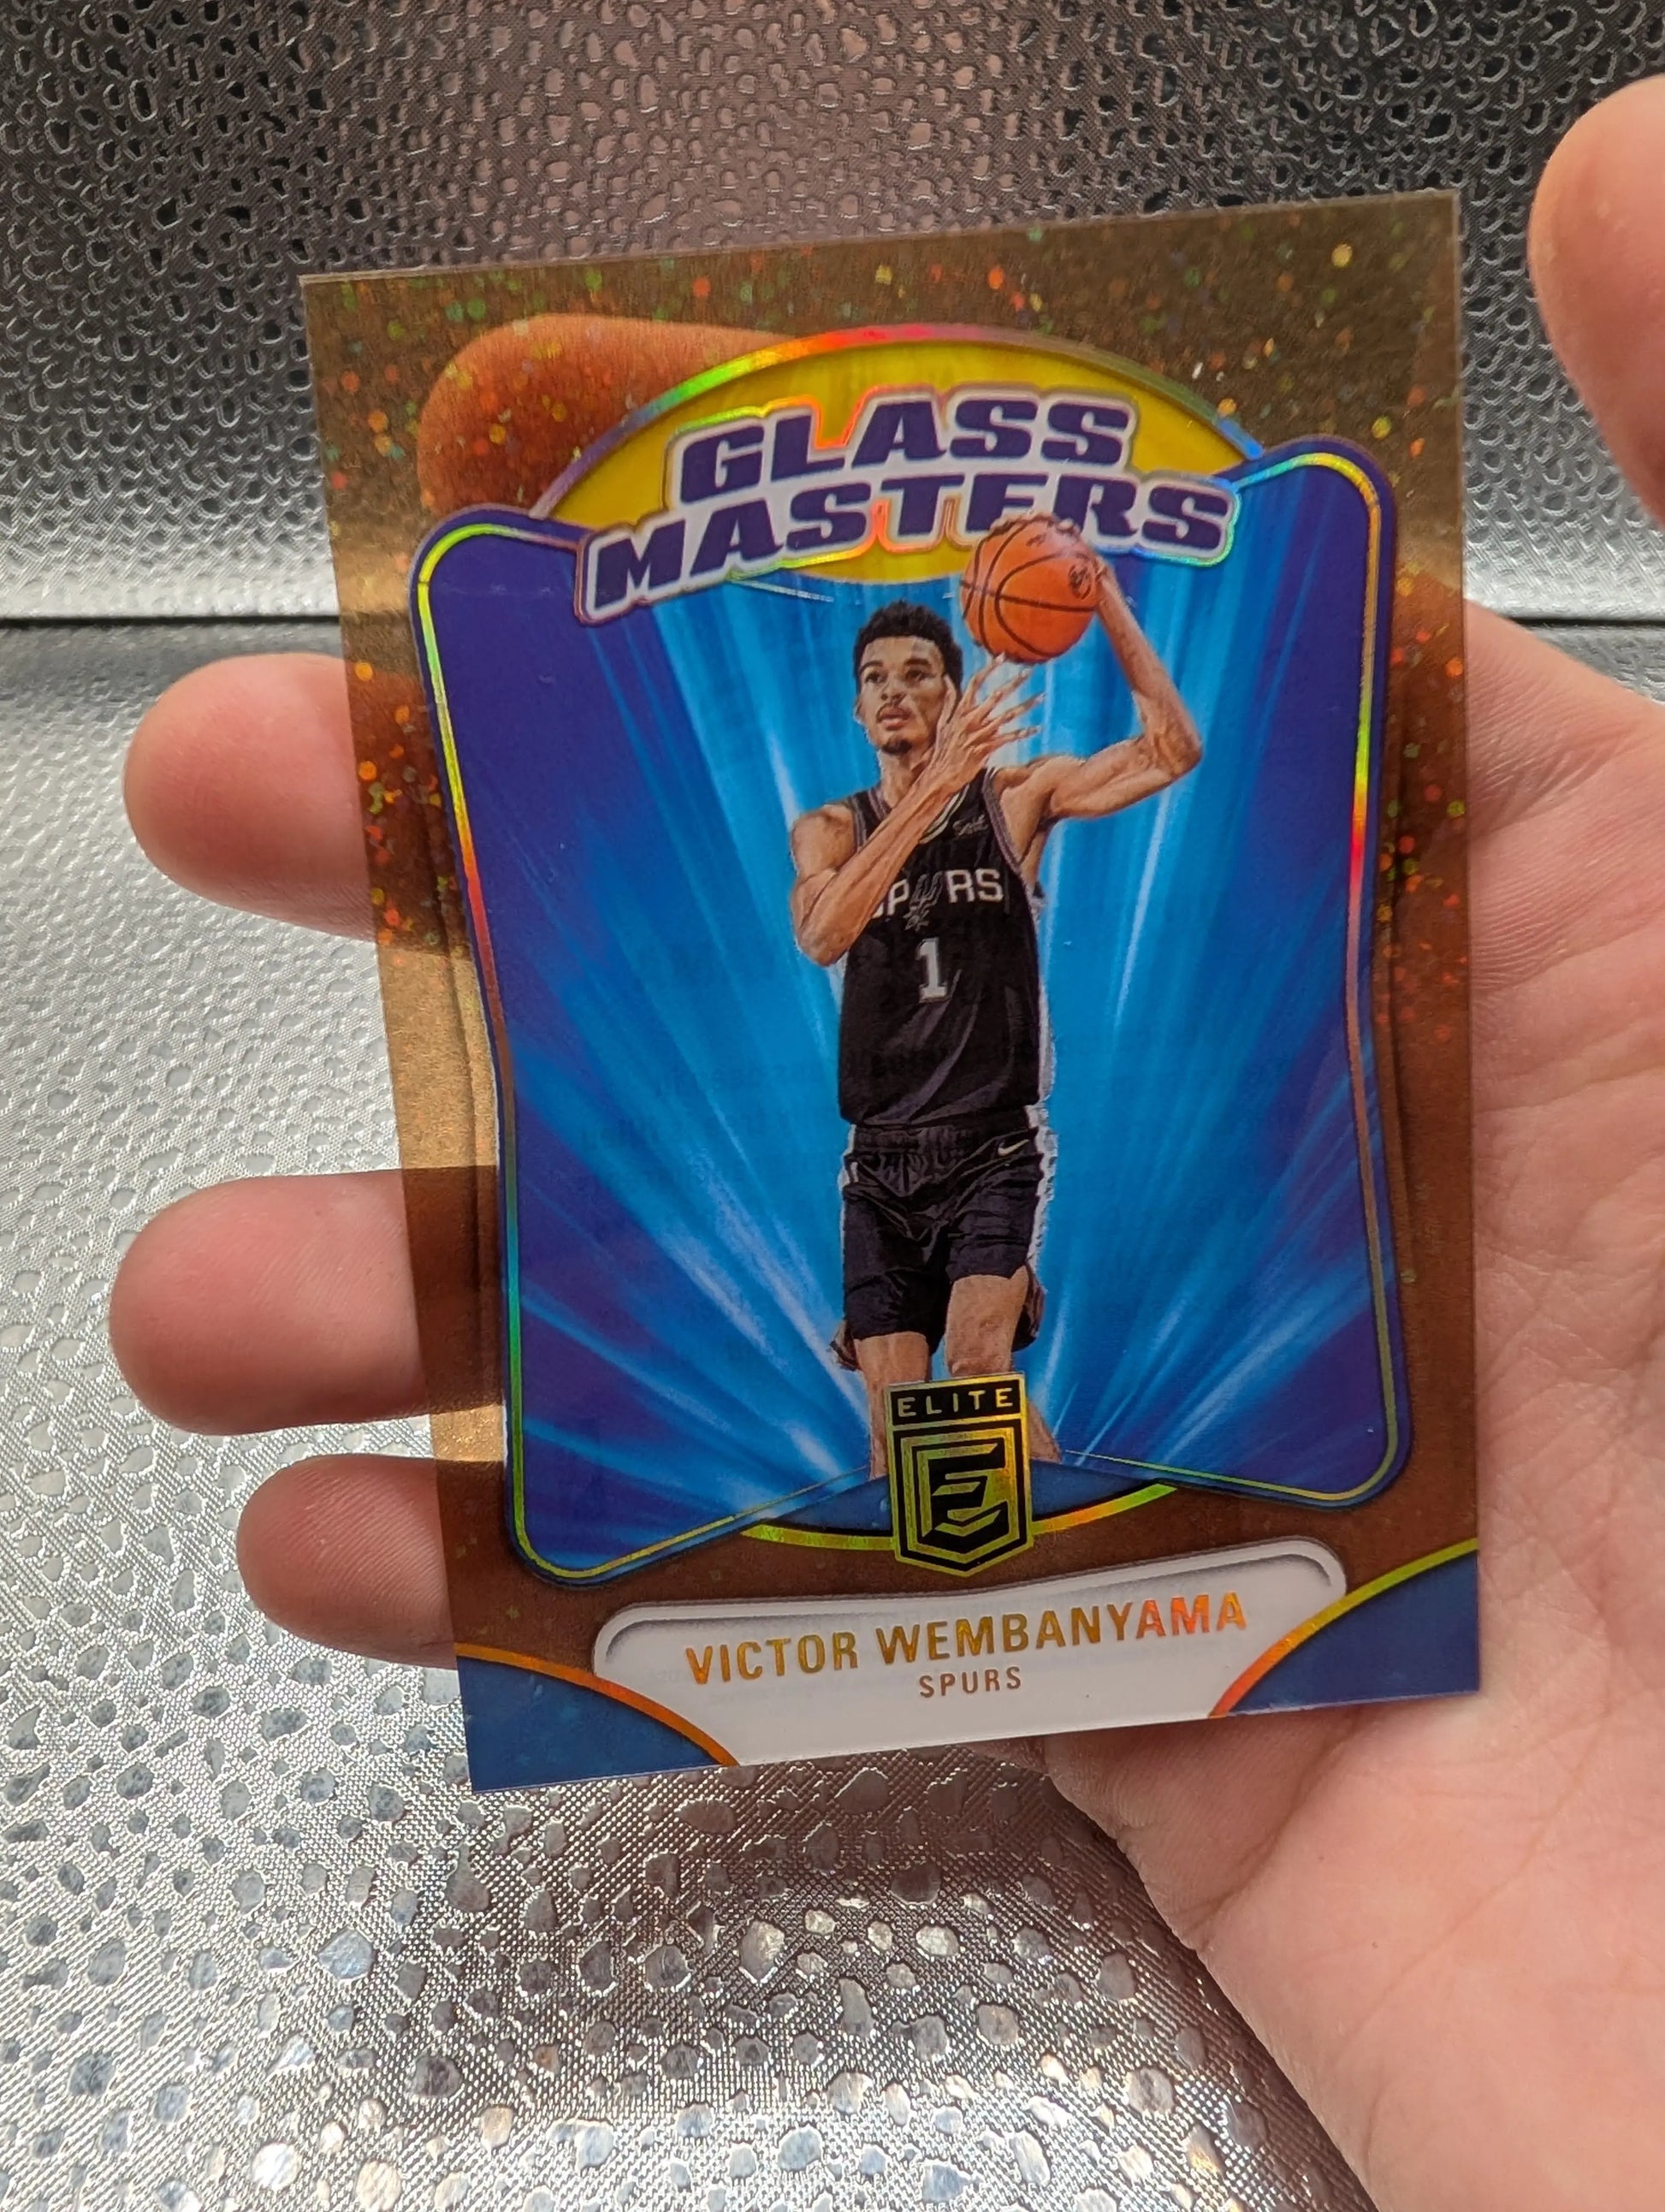 GLASS
MASTERS
SPURS
1
ELITE
E
VICTOR WEMBANYAMA
SPURS